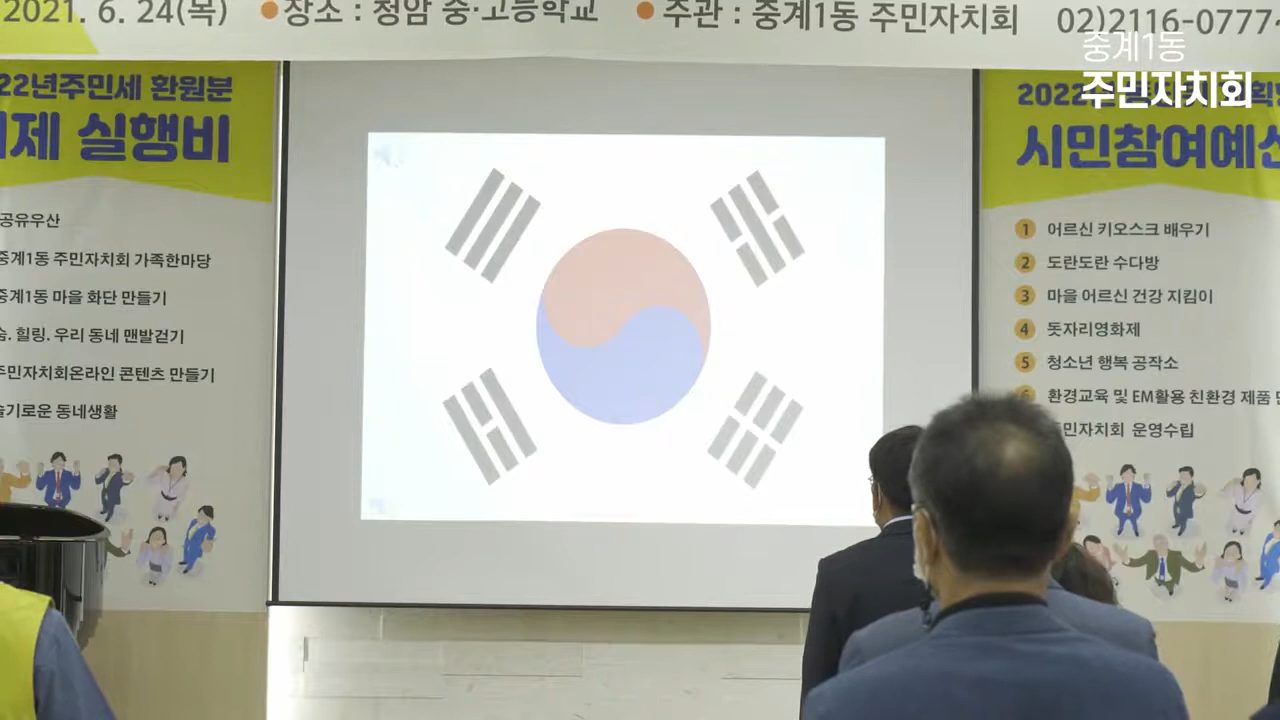 2021. 6. 24(목) ●장소 : 청암 중·고등학교 ●주관 : 중계1동 주민자치회 02)2116-0777
중계1동
주민자치회
22년주민세 환원분
실행비
공유우산
중계1동 주민자치회 가족한마당
중계1동 마을 화단 만들기
힐링. 우리 동네 맨발걷기
주민자치회온라인 콘텐츠 만들기
슬기로운 동네생활
2022
시민참여예산
1 어르신 키오스크 배우기
2 도란도란 수다방
3 마을 어르신 건강 지킴이
4 돗자리영화제
5 청소년 행복 공작소
6 환경교육 및 EM활용 친환경 제품
주민자치회 운영수립